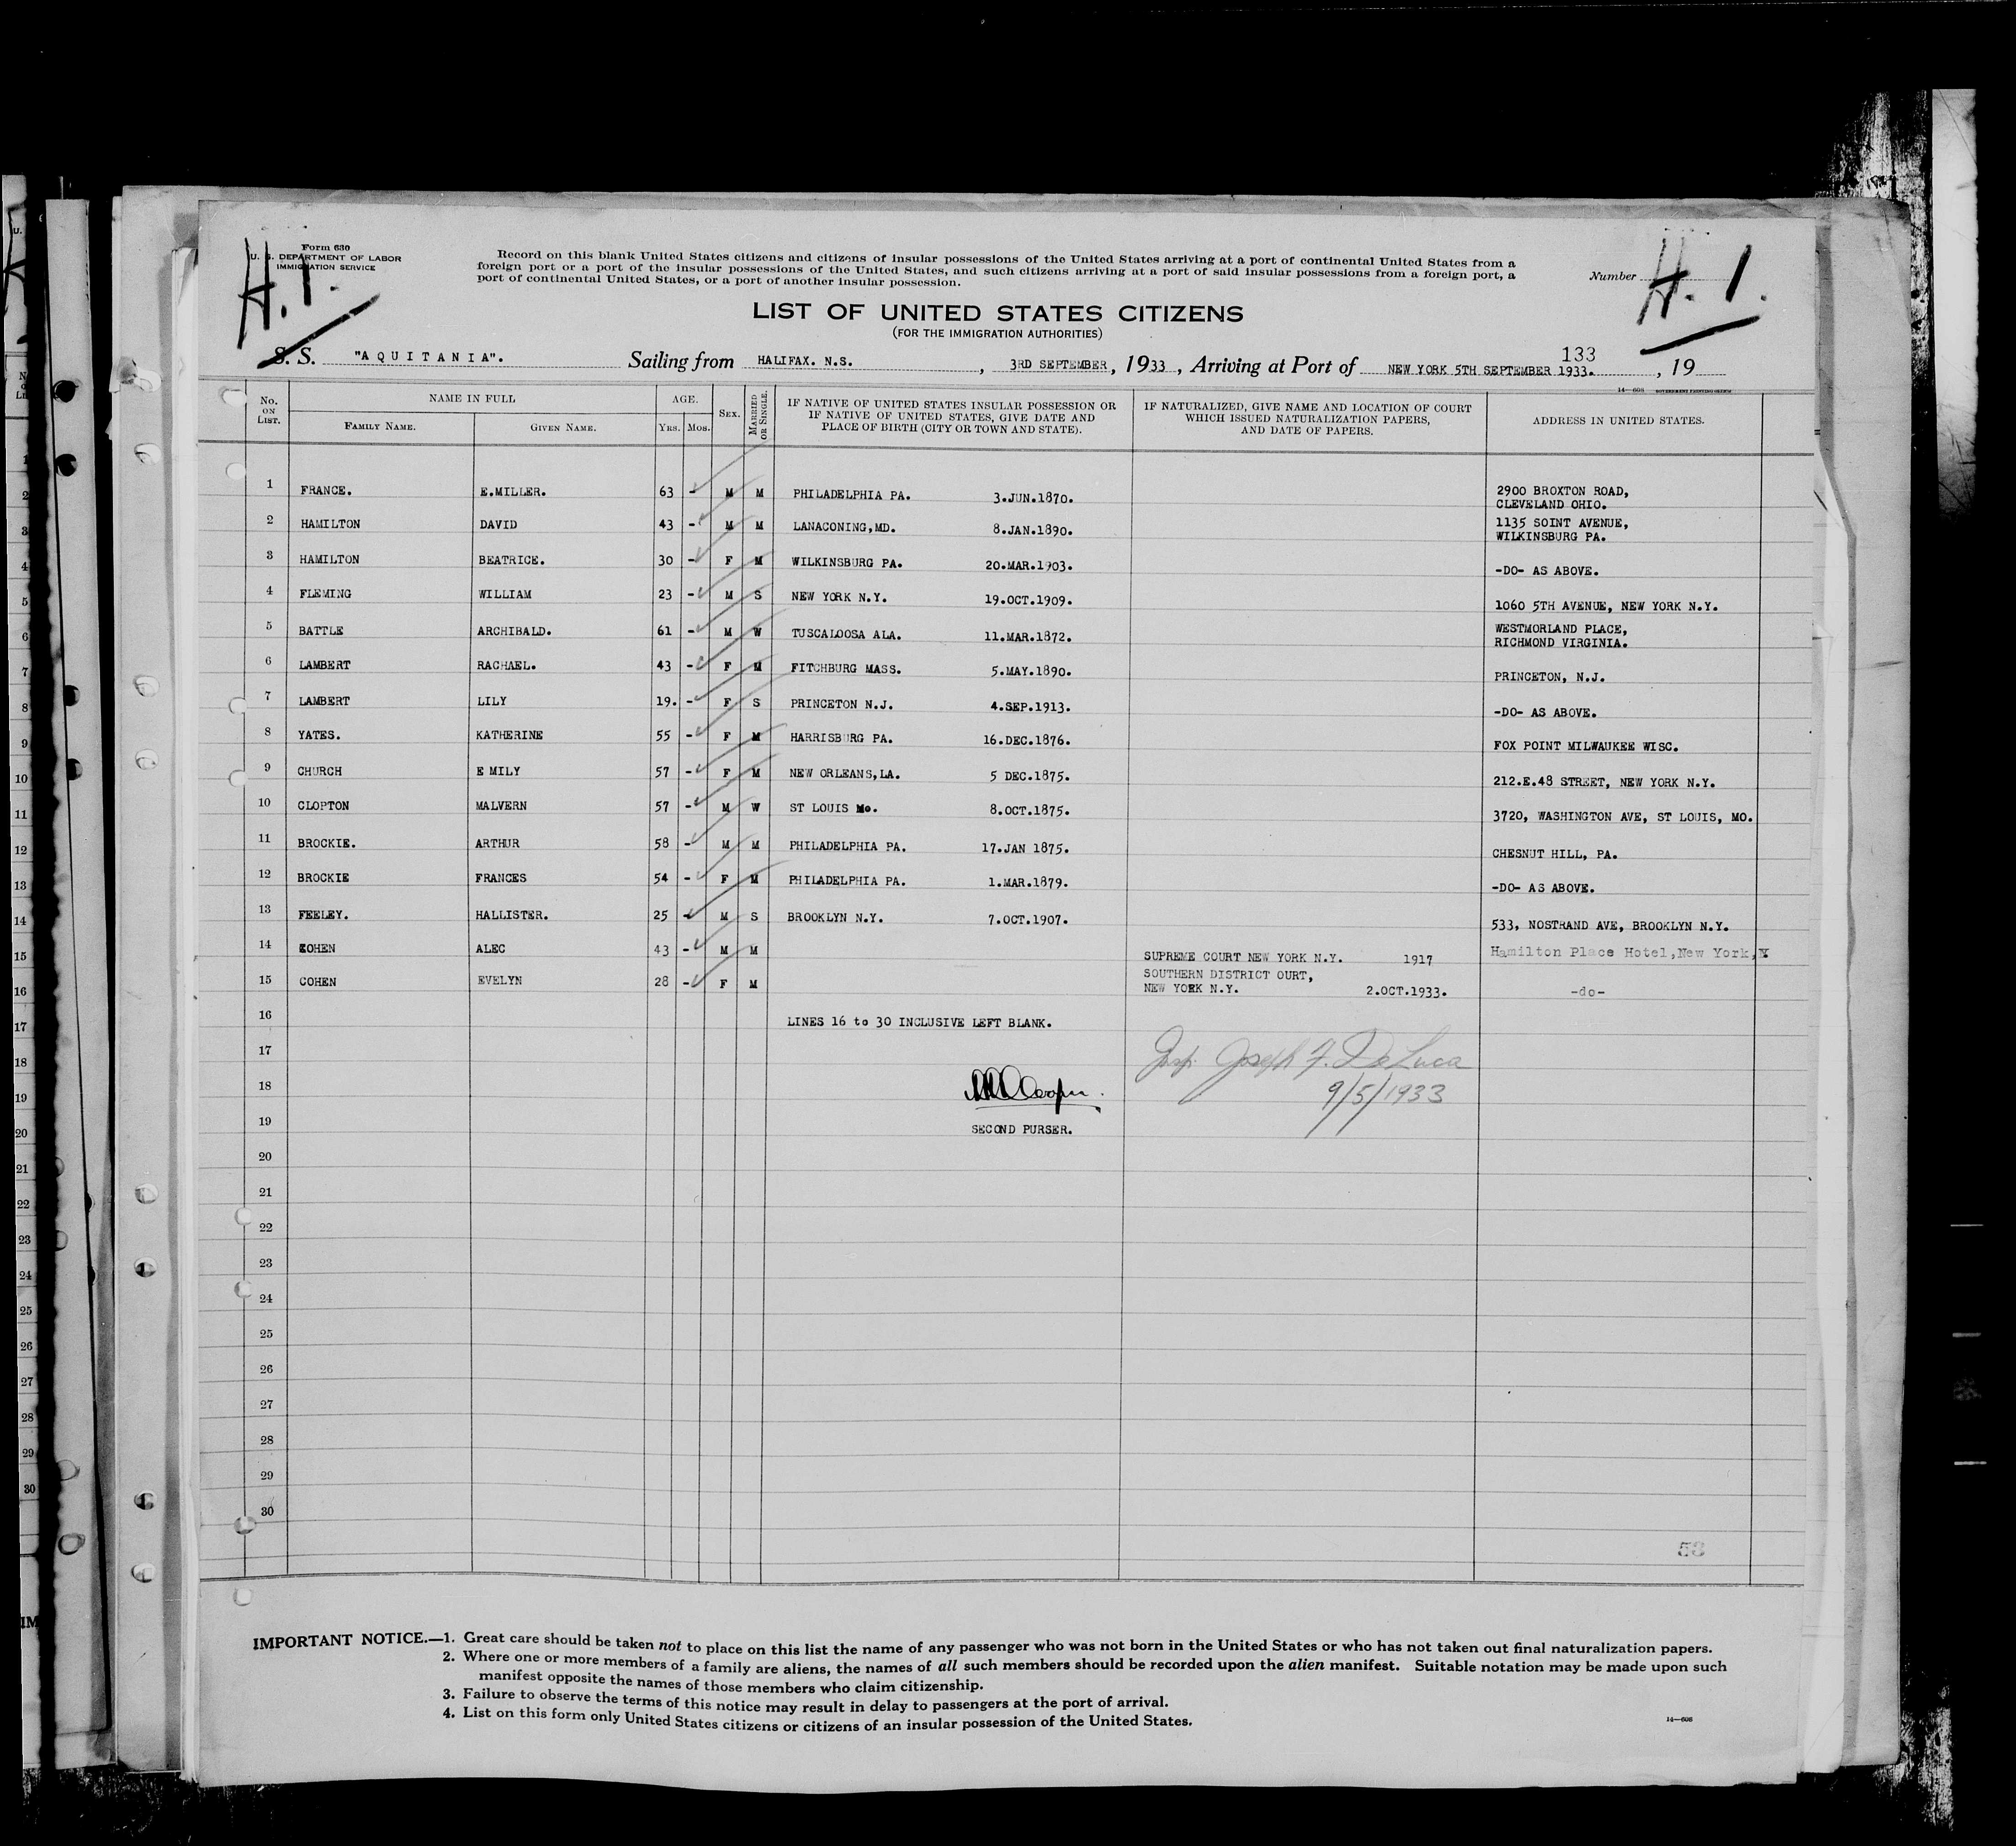 H.1.
Form 630
U. S. DEPARTMENT OF LABOR
IMMIGRATION SERVICE
Record on this blank United States citizens and citizens of insular possessions of the United States arriving at a port of continental United States from a
foreign port or a port of the insular possessions of the United States, and such citizens arriving at a port of said insular possessions from a foreign port, a
port of continental United States, or a port of another insular possession.
Number H. 1.
LIST OF UNITED STATES CITIZENS
(FOR THE IMMIGRATION AUTHORITIES)
133
S. S. "A Q U I T A N I A". Sailing from HALIFAX. N.S. , 3RD SEPTEMBER, 1933, Arriving at Port of NEW YORK 5TH SEPTEMBER 1933. , 19
14—608 GOVERNMENT PRINTING OFFICE
No. ON LIST. NAME IN FULL FAMILY NAME. GIVEN NAME. AGE. YRS. MOS. SEX. MARRIED OR SINGLE. IF NATIVE OF UNITED STATES INSULAR POSSESSION OR IF NATIVE OF UNITED STATES, GIVE DATE AND PLACE OF BIRTH (CITY OR TOWN AND STATE). IF NATURALIZED, GIVE NAME AND LOCATION OF COURT WHICH ISSUED NATURALIZATION PAPERS, AND DATE OF PAPERS. ADDRESS IN UNITED STATES.
1 FRANCE. E.MILLER. 63 - M M PHILADELPHIA PA. 3.JUN.1870. 2900 BROXTON ROAD,
CLEVELAND OHIO.
2 HAMILTON DAVID 43 - M M LANACONING,MD. 8.JAN.1890. 1135 SOINT AVENUE,
WILKINSBURG PA.
3 HAMILTON BEATRICE. 30 - F M WILKINSBURG PA. 20.MAR.1903. -DO- AS ABOVE.
4 FLEMING WILLIAM 23 - M S NEW YORK N.Y. 19.OCT.1909. 1060 5TH AVENUE, NEW YORK N.Y.
5 BATTLE ARCHIBALD. 61 - M W TUSCALOOSA ALA. 11.MAR.1872. WESTMORLAND PLACE,
RICHMOND VIRGINIA.
6 LAMBERT RACHAEL. 43 - F M FITCHBURG MASS. 5.MAY.1890. PRINCETON, N.J.
7 LAMBERT LILY 19. - F S PRINCETON N.J. 4.SEP.1913. -DO- AS ABOVE.
8 YATES. KATHERINE 55 - F M HARRISBURG PA. 16.DEC.1876. FOX POINT MILWAUKEE WISC.
9 CHURCH E MILY 57 - F M NEW ORLEANS,LA. 5 DEC.1875. 212.E.48 STREET, NEW YORK N.Y.
10 CLOPTON MALVERN 57 - M W ST LOUIS Mo. 8.OCT.1875. 3720, WASHINGTON AVE, ST LOUIS, MO.
11 BROCKIE. ARTHUR 58 - M M PHILADELPHIA PA. 17.JAN 1875. CHESNUT HILL, PA.
12 BROCKIE FRANCES 54 - F M PHILADELPHIA PA. 1.MAR.1879. -DO- AS ABOVE.
13 FEELEY. HALLISTER. 25 - M S BROOKLYN N.Y. 7.OCT.1907. 533, NOSTRAND AVE, BROOKLYN N.Y.
14 COHEN ALEC 43 - M M SUPREME COURT NEW YORK N.Y. 1917 Hamilton Place Hotel,New York,Y
15 COHEN EVELYN 28 - F M SOUTHERN DISTRICT OURT,
NEW YORK N.Y. 2.OCT.1933. -do-
16 LINES 16 to 30 INCLUSIVE LEFT BLANK.
17 Insp. Joseph F. DeLuca
18 Cooper. 9/5/1933
19 SECOND PURSER.
20
21
22
23
24
25
26
27
28
29
30
53
IMPORTANT NOTICE.—1. Great care should be taken not to place on this list the name of any passenger who was not born in the United States or who has not taken out final naturalization papers.
2. Where one or more members of a family are aliens, the names of all such members should be recorded upon the alien manifest. Suitable notation may be made upon such
manifest opposite the names of those members who claim citizenship.
3. Failure to observe the terms of this notice may result in delay to passengers at the port of arrival.
4. List on this form only United States citizens or citizens of an insular possession of the United States.
14—608